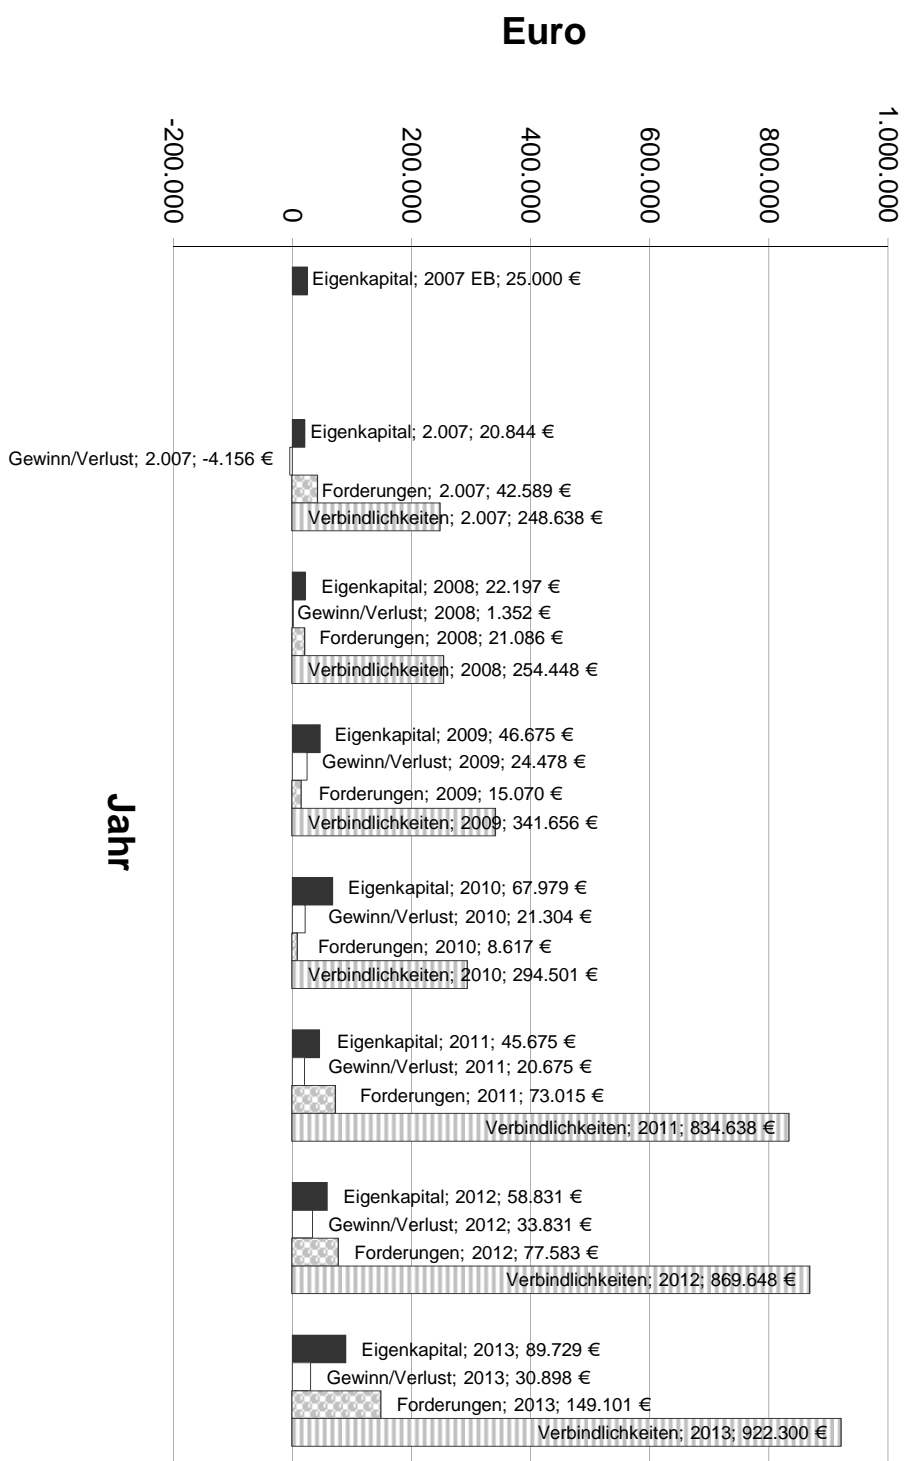 Euro
-200.000
0
200.000
400.000
600.000
800.000
1.000.000
Eigenkapital; 2007 EB; 25.000 €
Eigenkapital; 2.007; 20.844 €
Gewinn/Verlust; 2.007; -4.156 €
Forderungen; 2.007; 42.589 €
Verbindlichkeiten; 2.007; 248.638 €
Eigenkapital; 2008; 22.197 €
Gewinn/Verlust; 2008; 1.352 €
Forderungen; 2008; 21.086 €
Verbindlichkeiten; 2008; 254.448 €
Eigenkapital; 2009; 46.675 €
Gewinn/Verlust; 2009; 24.478 €
Forderungen; 2009; 15.070 €
Verbindlichkeiten; 2009; 341.656 €
Jahr
Eigenkapital; 2010; 67.979 €
Gewinn/Verlust; 2010; 21.304 €
Forderungen; 2010; 8.617 €
Verbindlichkeiten; 2010; 294.501 €
Eigenkapital; 2011; 45.675 €
Gewinn/Verlust; 2011; 20.675 €
Forderungen; 2011; 73.015 €
Verbindlichkeiten; 2011; 834.638 €
Eigenkapital; 2012; 58.831 €
Gewinn/Verlust; 2012; 33.831 €
Forderungen; 2012; 77.583 €
Verbindlichkeiten; 2012; 869.648 €
Eigenkapital; 2013; 89.729 €
Gewinn/Verlust; 2013; 30.898 €
Forderungen; 2013; 149.101 €
Verbindlichkeiten; 2013; 922.300 €